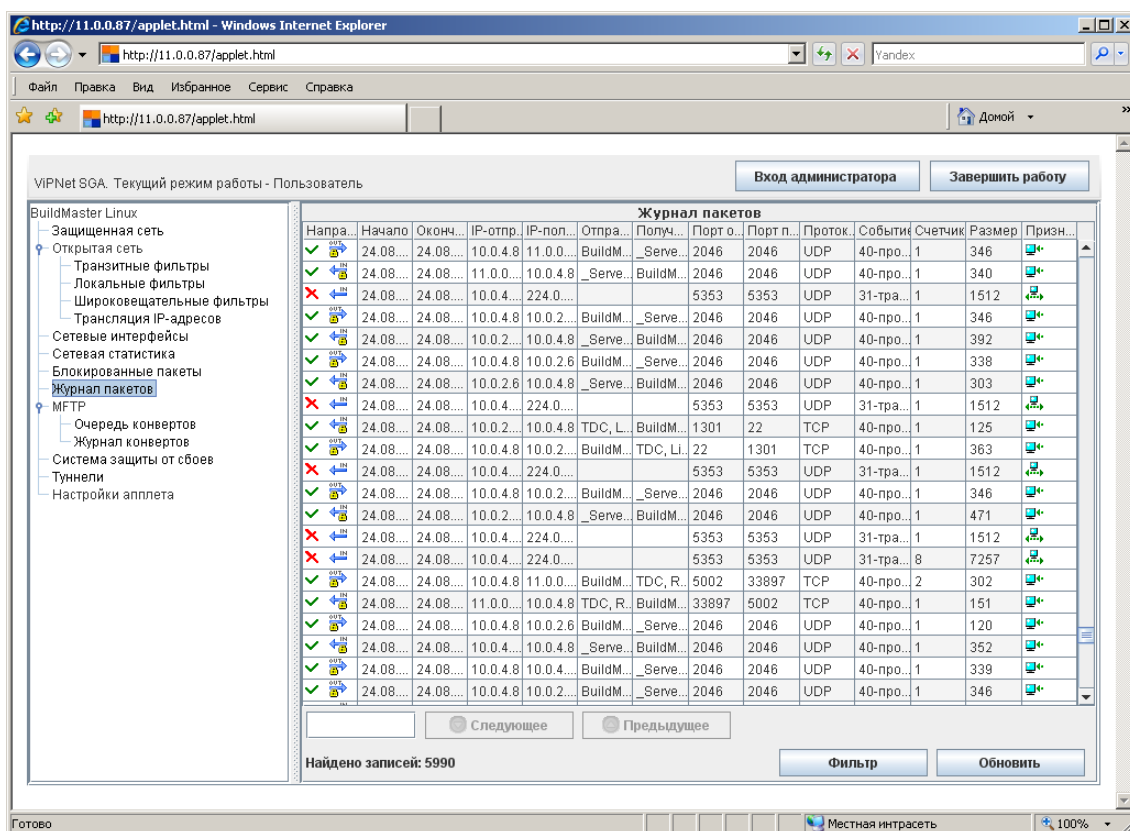 http://11.0.0.87/applet.html - Windows Internet Explorer
http://11.0.0.87/applet.html Yandex
Файл Правка Вид Избранное Сервис Справка
http://11.0.0.87/applet.html Домой
ViPNet SGA. Текущий режим работы - Пользователь Вход администратора Завершить работу
BuildMaster Linux
Защищенная сеть
Открытая сеть
Транзитные фильтры
Локальные фильтры
Широковещательные фильтры
Трансляция IP-адресов
Сетевые интерфейсы
Сетевая статистика
Блокированные пакеты
Журнал пакетов
MFTP
Очередь конвертов
Журнал конвертов
Система защиты от сбоев
Туннели
Настройки апплета
Журнал пакетов
Напра... Начало Оконч... IP-отпр... IP-пол... Отпра... Получ... Порт о... Порт п... Проток... Событие Счетчик Размер Призн...
OUT 24.08.... 24.08.... 10.0.4.8 11.0.0.... BuildM... _Serve... 2046 2046 UDP 40-про... 1 346
IN 24.08.... 24.08.... 11.0.0.... 10.0.4.8 _Serve... BuildM... 2046 2046 UDP 40-про... 1 340
IN 24.08.... 24.08.... 10.0.4.... 224.0.... 5353 5353 UDP 31-тра... 1 1512
OUT 24.08.... 24.08.... 10.0.4.8 10.0.2.... BuildM... _Serve... 2046 2046 UDP 40-про... 1 346
IN 24.08.... 24.08.... 10.0.2.... 10.0.4.8 _Serve... BuildM... 2046 2046 UDP 40-про... 1 392
OUT 24.08.... 24.08.... 10.0.4.8 10.0.2.6 BuildM... _Serve... 2046 2046 UDP 40-про... 1 338
IN 24.08.... 24.08.... 10.0.2.6 10.0.4.8 _Serve... BuildM... 2046 2046 UDP 40-про... 1 303
IN 24.08.... 24.08.... 10.0.4.... 224.0.... 5353 5353 UDP 31-тра... 1 1512
IN 24.08.... 24.08.... 10.0.2.... 10.0.4.8 TDC, L... BuildM... 1301 22 TCP 40-про... 1 125
OUT 24.08.... 24.08.... 10.0.4.8 10.0.2.... BuildM... TDC, Li... 22 1301 TCP 40-про... 1 363
IN 24.08.... 24.08.... 10.0.4.... 224.0.... 5353 5353 UDP 31-тра... 1 1512
OUT 24.08.... 24.08.... 10.0.4.8 10.0.2.... BuildM... _Serve... 2046 2046 UDP 40-про... 1 346
IN 24.08.... 24.08.... 10.0.2.... 10.0.4.8 _Serve... BuildM... 2046 2046 UDP 40-про... 1 471
IN 24.08.... 24.08.... 10.0.4.... 224.0.... 5353 5353 UDP 31-тра... 1 1512
IN 24.08.... 24.08.... 10.0.4.... 224.0.... 5353 5353 UDP 31-тра... 8 7257
OUT 24.08.... 24.08.... 10.0.4.8 11.0.0.... BuildM... TDC, R... 5002 33897 TCP 40-про... 2 302
IN 24.08.... 24.08.... 11.0.0.... 10.0.4.8 TDC, R... BuildM... 33897 5002 TCP 40-про... 1 151
OUT 24.08.... 24.08.... 10.0.4.8 10.0.2.6 BuildM... _Serve... 2046 2046 UDP 40-про... 1 120
IN 24.08.... 24.08.... 10.0.4.... 10.0.4.8 _Serve... BuildM... 2046 2046 UDP 40-про... 1 352
OUT 24.08.... 24.08.... 10.0.4.8 10.0.4.... BuildM... _Serve... 2046 2046 UDP 40-про... 1 339
OUT 24.08.... 24.08.... 10.0.4.8 10.0.2.... BuildM... _Serve... 2046 2046 UDP 40-про... 1 346
Следующее Предыдущее
Найдено записей: 5990 Фильтр Обновить
Готово Местная интрасеть 100%